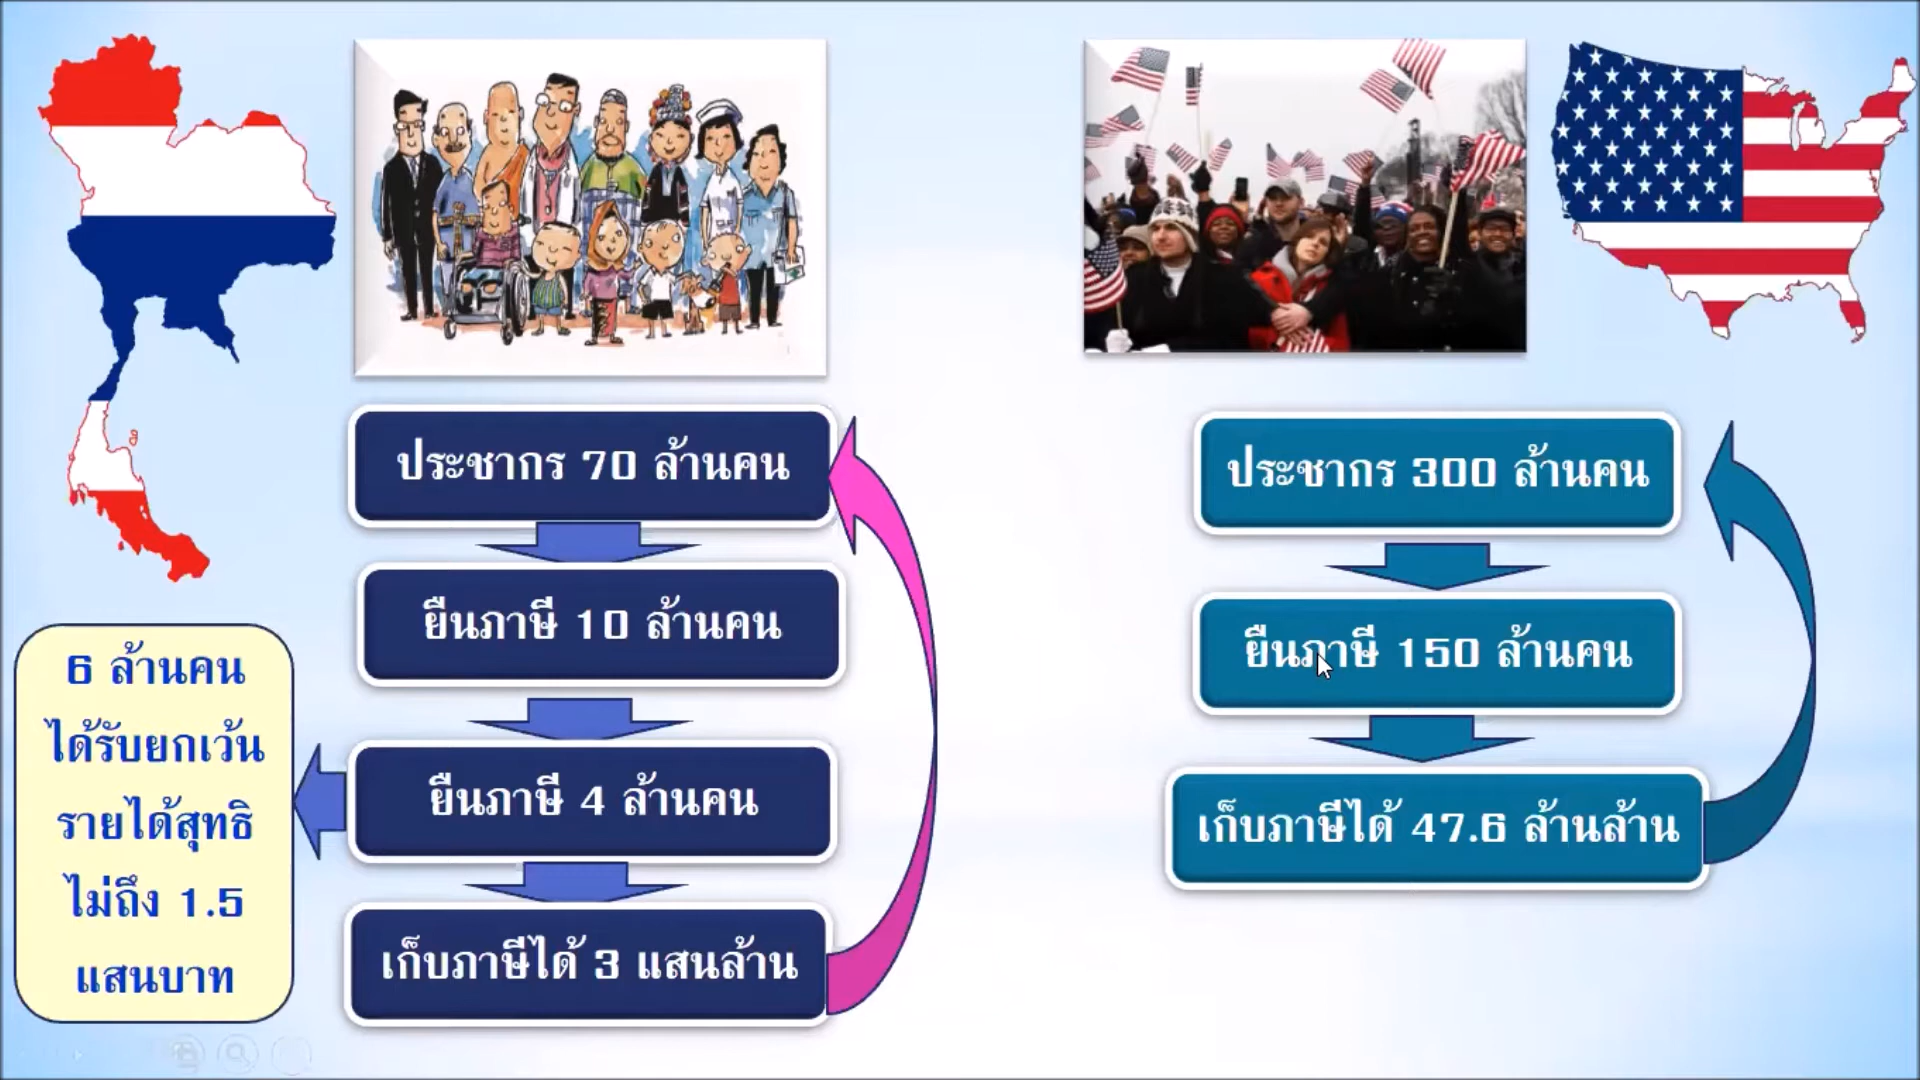 ประชากร 70 ล้านคน
ยืนภาษี 10 ล้านคน
ยืนภาษี 4 ล้านคน
เก็บภาษีได้ 3 แสนล้าน
6 ล้านคน
ได้รับยกเว้น
รายได้สุทธิ
ไม่ถึง 1.5
แสนบาท
ประชากร 300 ล้านคน
ยืนภาษี 150 ล้านคน
เก็บภาษีได้ 47.6 ล้านล้าน